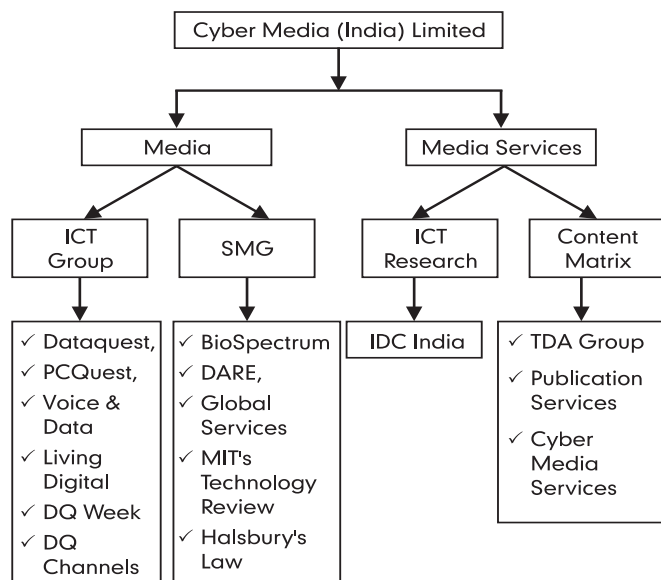 Cyber Media (India) Limited
Media
Media Services
ICT
Group
SMG
ICT
Research
Content
Matrix
✓ Dataquest,
✓ PCQuest,
✓ Voice &
Data
✓ Living
Digital
✓ DQ Week
✓ DQ
Channels
✓ BioSpectrum
✓ DARE,
✓ Global
Services
✓ MIT's
Technology
Review
✓ Halsbury's
Law
IDC India
✓ TDA Group
✓ Publication
Services
✓ Cyber
Media
Services